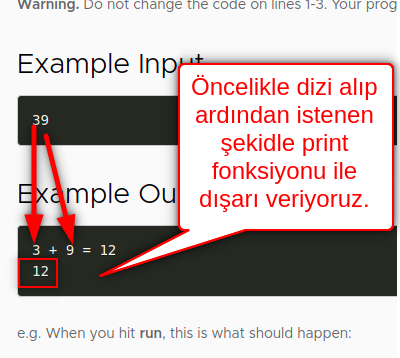 Warning. Do not change the code on lines 1-3. Your prog
Example Input
39
Öncelikle dizi alıp
ardından istenen
şekidle print
fonksiyonu ile
dışarı veriyoruz.
Example Ou
3 + 9 = 12
12
e.g. When you hit run, this is what should happen: